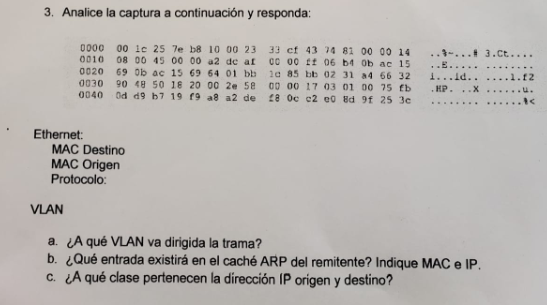 3. Analice la captura a continuación y responda:
0000 00 1c 25 7e b8 10 00 23 33 cf 43 74 81 00 00 14 ..%~...# 3.Ct....
0010 08 00 45 00 00 a2 dc af 00 00 ff 06 b4 0b ac 15 ..E..... ........
0020 69 0b ac 15 69 64 01 bb 1d 85 bb 02 31 a4 66 32 i...id.. ....1.f2
0030 90 48 50 18 20 00 2e 58 00 00 17 03 01 00 75 fb .HP. ..X ......u.
0040 0d d9 b7 19 f9 a8 a2 de f8 0c c2 e0 8d 9f 25 3c ........ ......%<
Ethernet:
MAC Destino
MAC Origen
Protocolo:
VLAN
a. ¿A qué VLAN va dirigida la trama?
b. ¿Qué entrada existirá en el caché ARP del remitente? Indique MAC e IP.
c. ¿A qué clase pertenecen la dirección IP origen y destino?